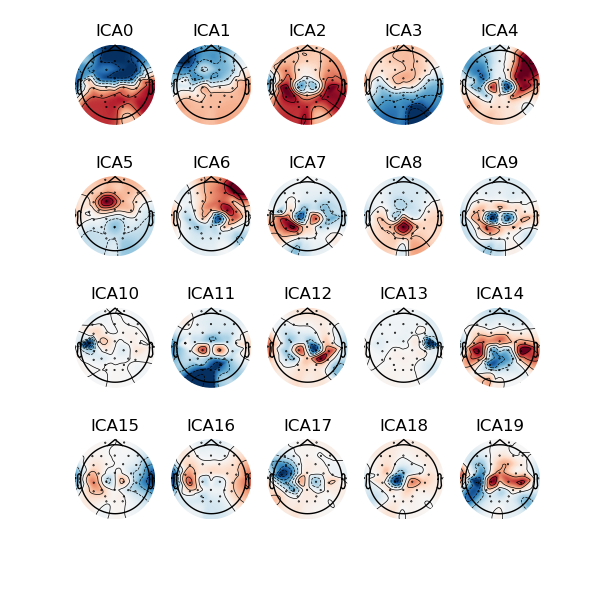 ICA0 ICA1 ICA2 ICA3 ICA4
ICA5 ICA6 ICA7 ICA8 ICA9
ICA10 ICA11 ICA12 ICA13 ICA14
ICA15 ICA16 ICA17 ICA18 ICA19